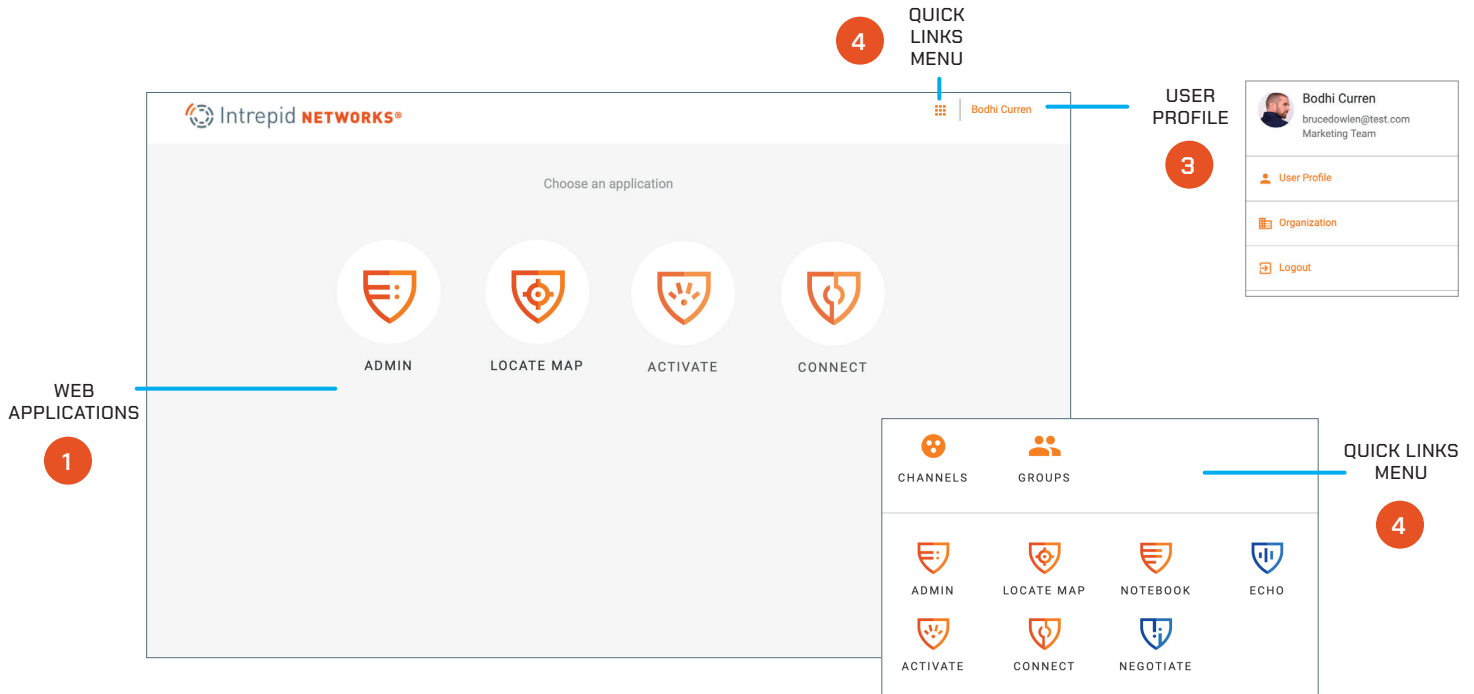 4
QUICK
LINKS
MENU
Intrepid NETWORKS®
Bodhi Curren
USER
PROFILE
3
Bodhi Curren
brucedowlen@test.com
Marketing Team
User Profile
Organization
Logout
Choose an application
ADMIN
LOCATE MAP
ACTIVATE
CONNECT
WEB
APPLICATIONS
1
CHANNELS
GROUPS
QUICK LINKS
MENU
4
ADMIN
LOCATE MAP
NOTEBOOK
ECHO
ACTIVATE
CONNECT
NEGOTIATE